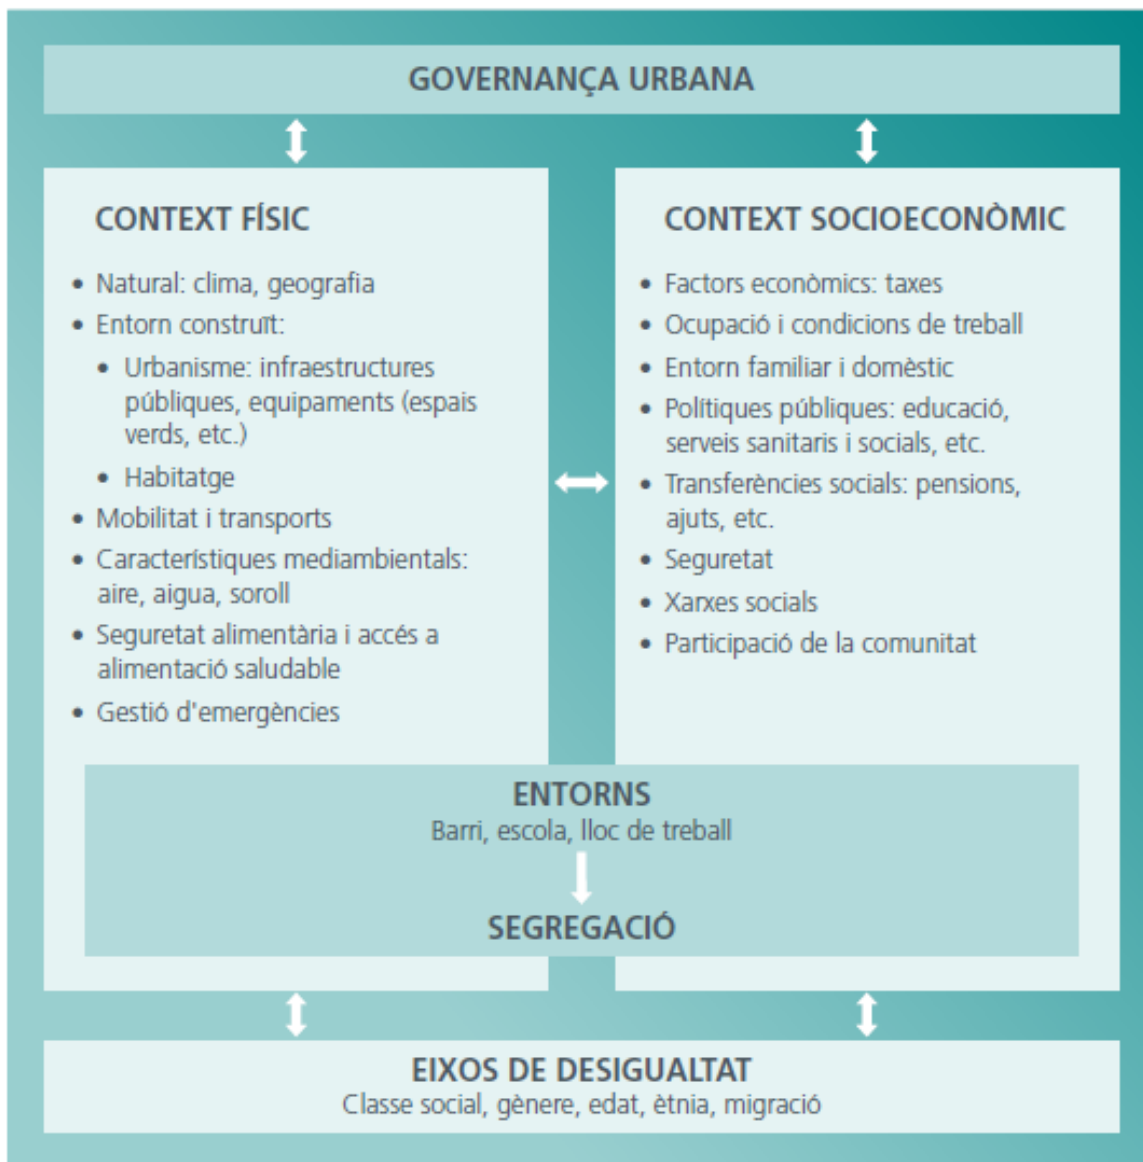 GOVERNANÇA URBANA
CONTEXT FÍSIC
• Natural: clima, geografia
• Entorn construït:
• Urbanisme: infraestructures
públiques, equipaments (espais
verds, etc.)
• Habitatge
• Mobilitat i transports
• Característiques mediambientals:
aire, aigua, soroll
• Seguretat alimentària i accés a
alimentació saludable
• Gestió d'emergències
CONTEXT SOCIOECONÒMIC
• Factors econòmics: taxes
• Ocupació i condicions de treball
• Entorn familiar i domèstic
• Polítiques públiques: educació,
serveis sanitaris i socials, etc.
• Transferències socials: pensions,
ajuts, etc.
• Seguretat
• Xarxes socials
• Participació de la comunitat
ENTORNS
Barri, escola, lloc de treball
SEGREGACIÓ
EIXOS DE DESIGUALTAT
Classe social, gènere, edat, ètnia, migració